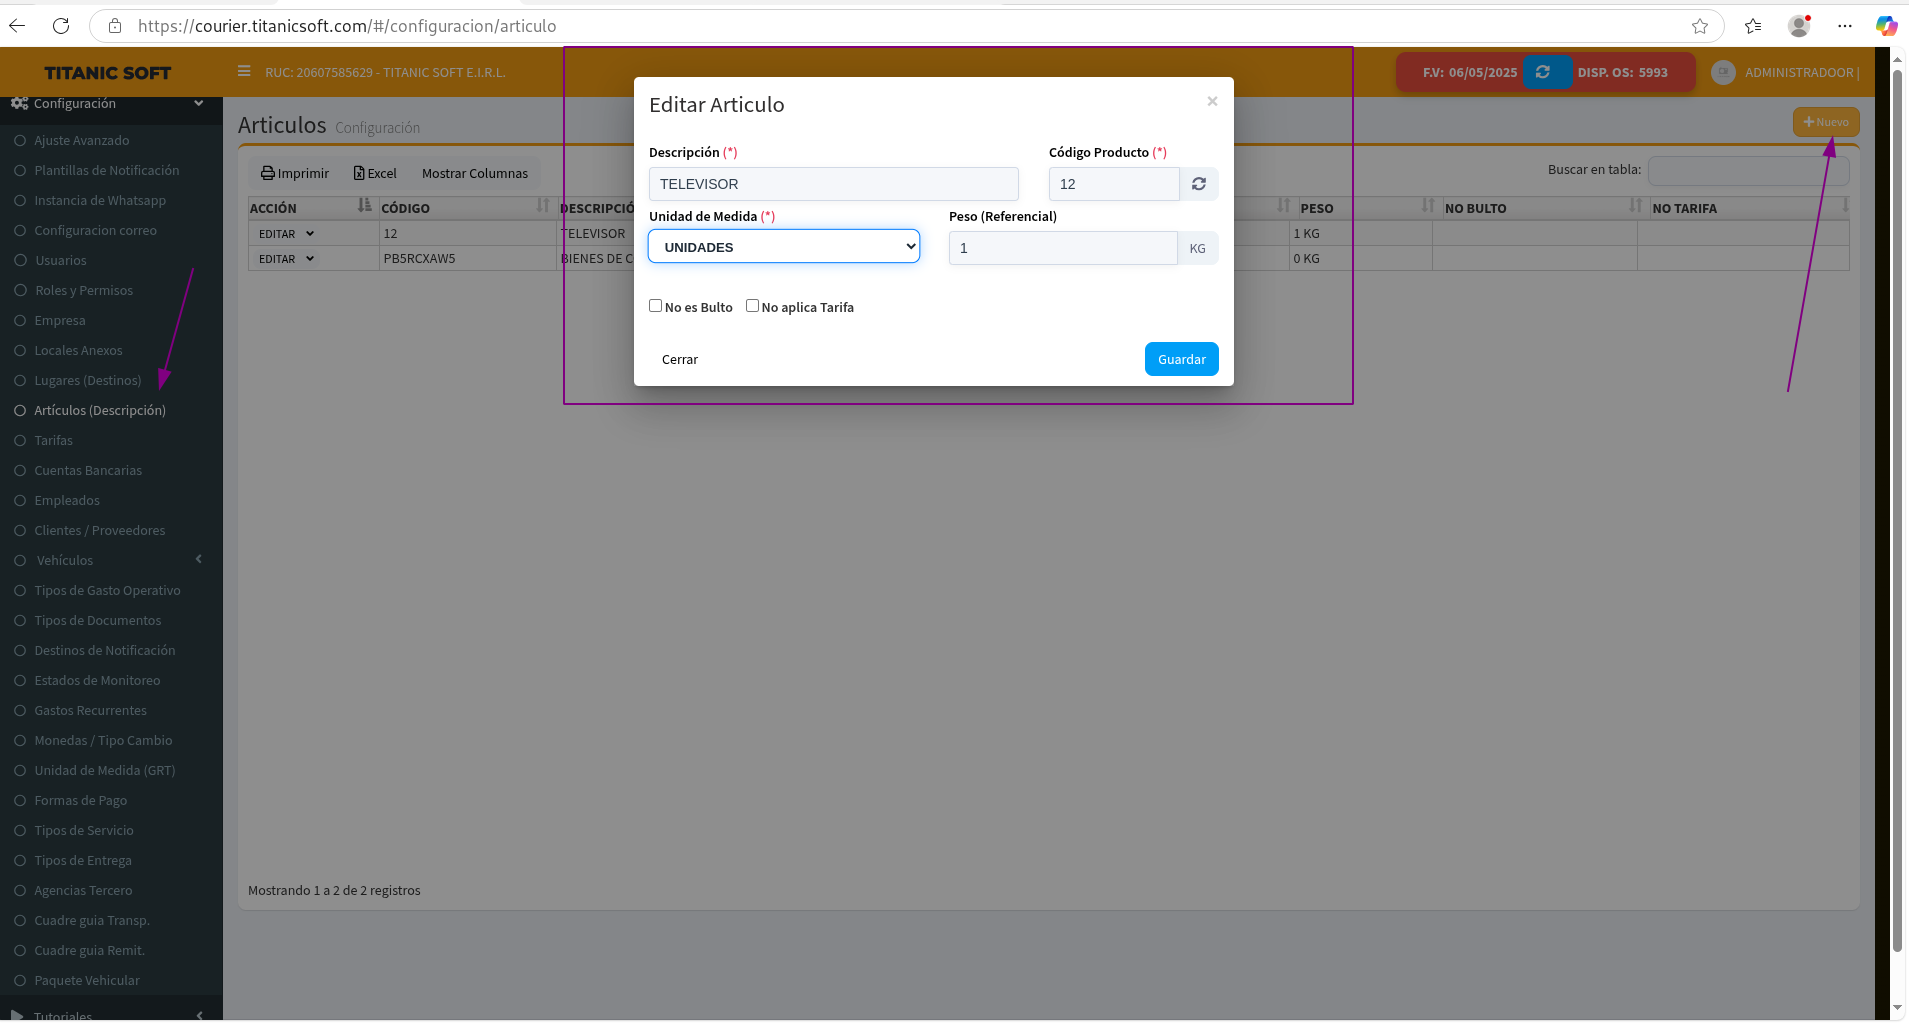 https://courier.titanicsoft.com/#/configuracion/articulo
TITANIC SOFT
RUC: 20607585629 - TITANIC SOFT E.I.R.L.
F.V: 06/05/2025
DISP. OS: 5993
ADMINISTRADOOR |
Configuración
Ajuste Avanzado
Plantillas de Notificación
Instancia de Whatsapp
Configuracion correo
Usuarios
Roles y Permisos
Empresa
Locales Anexos
Lugares (Destinos)
Artículos (Descripción)
Tarifas
Cuentas Bancarias
Empleados
Clientes / Proveedores
Vehículos
Tipos de Gasto Operativo
Tipos de Documentos
Destinos de Notificación
Estados de Monitoreo
Gastos Recurrentes
Monedas / Tipo Cambio
Unidad de Medida (GRT)
Formas de Pago
Tipos de Servicio
Tipos de Entrega
Agencias Tercero
Cuadre guia Transp.
Cuadre guia Remit.
Paquete Vehicular
Tutoriales
Articulos Configuración
+ Nuevo
Imprimir Excel Mostrar Columnas
Buscar en tabla:
ACCIÓN CÓDIGO DESCRIPCIÓ PESO NO BULTO NO TARIFA
EDITAR 12 TELEVISOR 1 KG
EDITAR PB5RCXAW5 BIENES DE C 0 KG
Mostrando 1 a 2 de 2 registros
Editar Articulo ×
Descripción (*) Código Producto (*)
TELEVISOR 12
Unidad de Medida (*) Peso (Referencial)
UNIDADES 1 KG
No es Bulto No aplica Tarifa
Cerrar Guardar